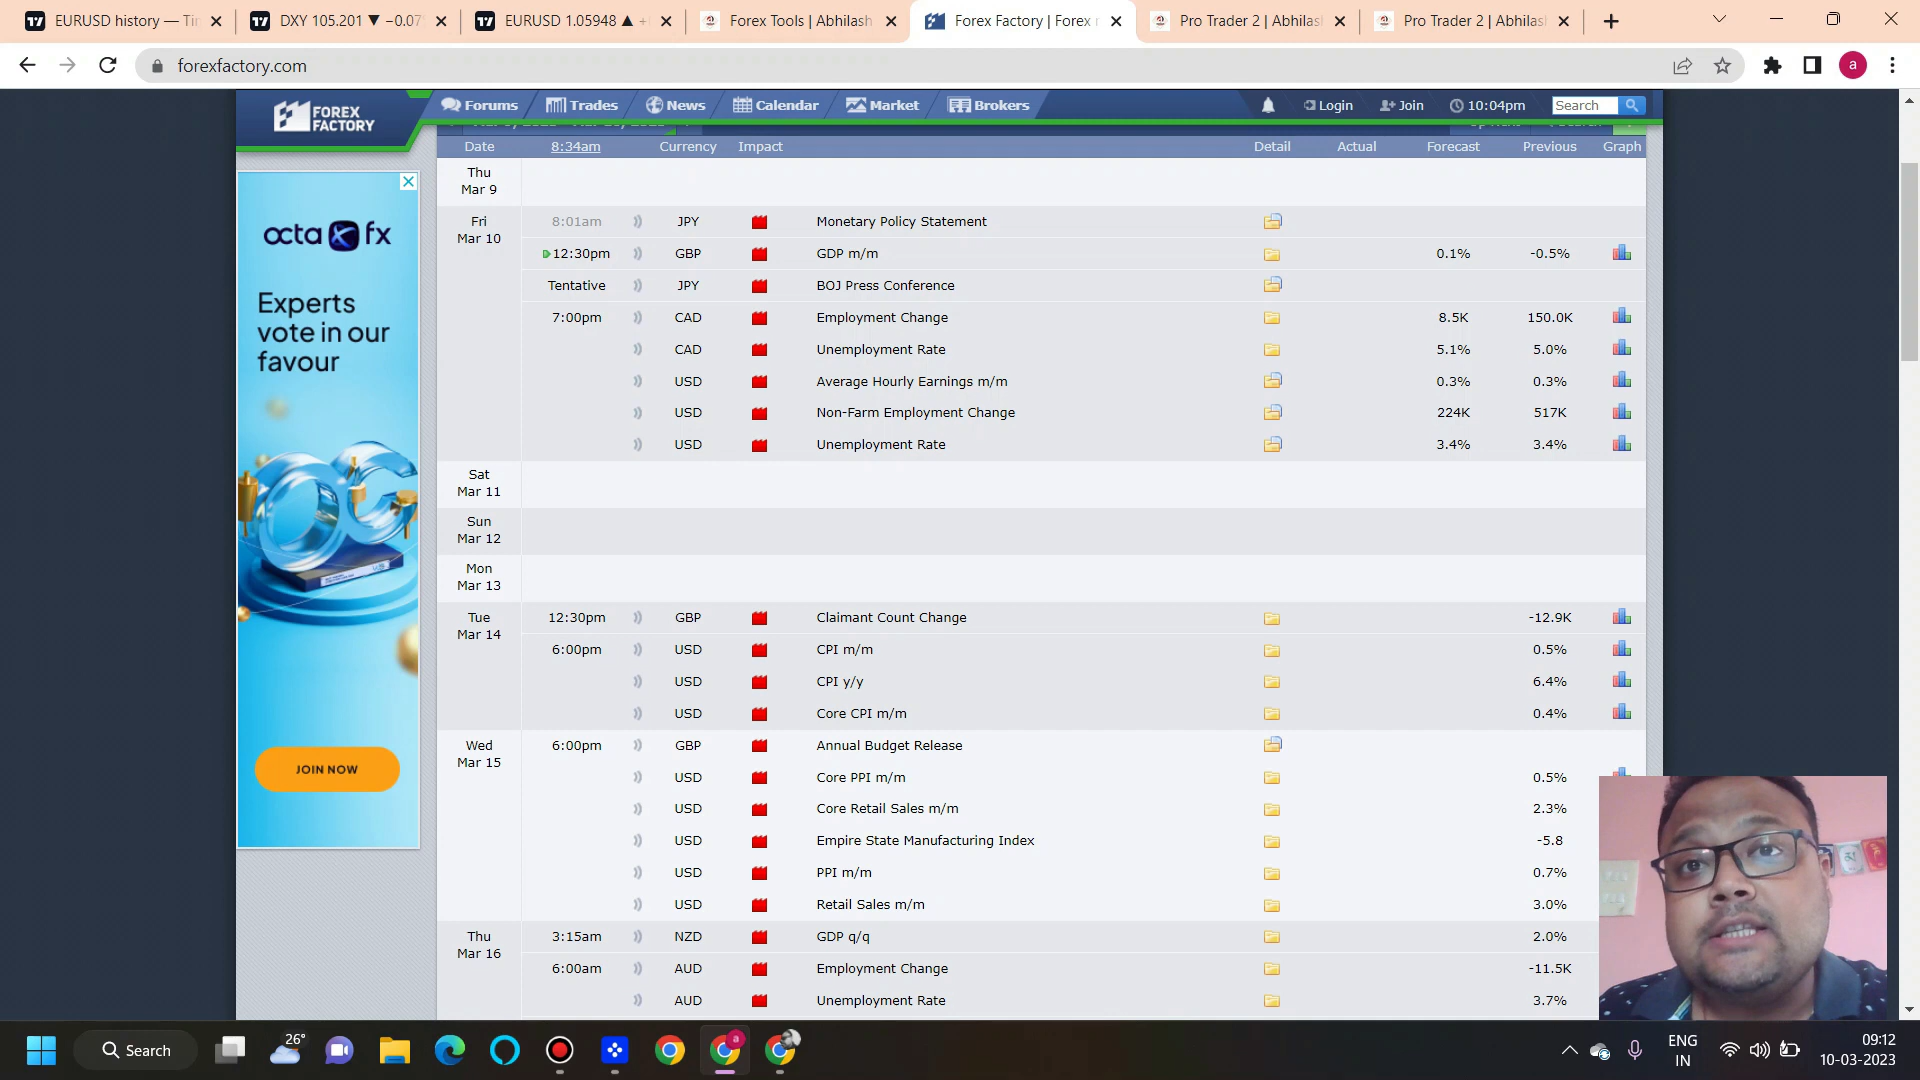 EURUSD history — Tir
DXY 105.201 ▼ −0.07
EURUSD 1.05948 ▲ +
Forex Tools | Abhilash
Forex Factory | Forex
Pro Trader 2 | Abhilas
Pro Trader 2 | Abhilas
forexfactory.com
a
FOREX FACTORY
Forums Trades News Calendar Market Brokers Login Join 10:04pm Search
Date 8:34am Currency Impact Detail Actual Forecast Previous Graph
Thu
Mar 9
Fri
Mar 10
8:01am JPY Monetary Policy Statement
12:30pm GBP GDP m/m 0.1% -0.5%
Tentative JPY BOJ Press Conference
7:00pm CAD Employment Change 8.5K 150.0K
CAD Unemployment Rate 5.1% 5.0%
USD Average Hourly Earnings m/m 0.3% 0.3%
USD Non-Farm Employment Change 224K 517K
USD Unemployment Rate 3.4% 3.4%
Sat
Mar 11
Sun
Mar 12
Mon
Mar 13
Tue
Mar 14
12:30pm GBP Claimant Count Change -12.9K
6:00pm USD CPI m/m 0.5%
USD CPI y/y 6.4%
USD Core CPI m/m 0.4%
Wed
Mar 15
6:00pm GBP Annual Budget Release
USD Core PPI m/m 0.5%
USD Core Retail Sales m/m 2.3%
USD Empire State Manufacturing Index -5.8
USD PPI m/m 0.7%
USD Retail Sales m/m 3.0%
Thu
Mar 16
3:15am NZD GDP q/q 2.0%
6:00am AUD Employment Change -11.5K
AUD Unemployment Rate 3.7%
octa fx
Experts
vote in our
favour
JOIN NOW
Search
26°
a
ENG
IN
09:12
10-03-2023